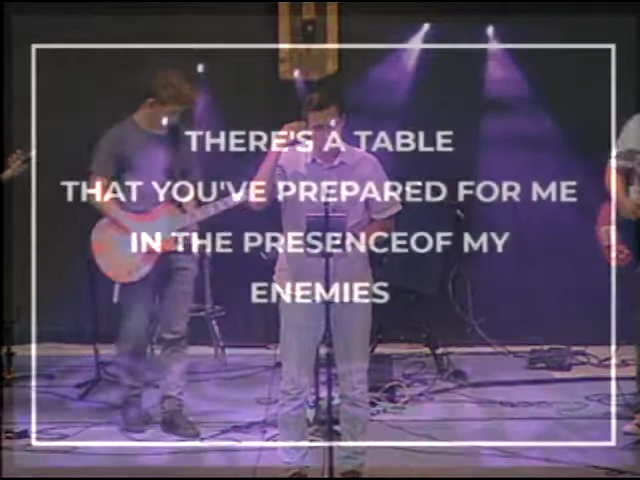 THERE'S A TABLE
THAT YOU'VE PREPARED FOR ME
IN THE PRESENCEOF MY
ENEMIES